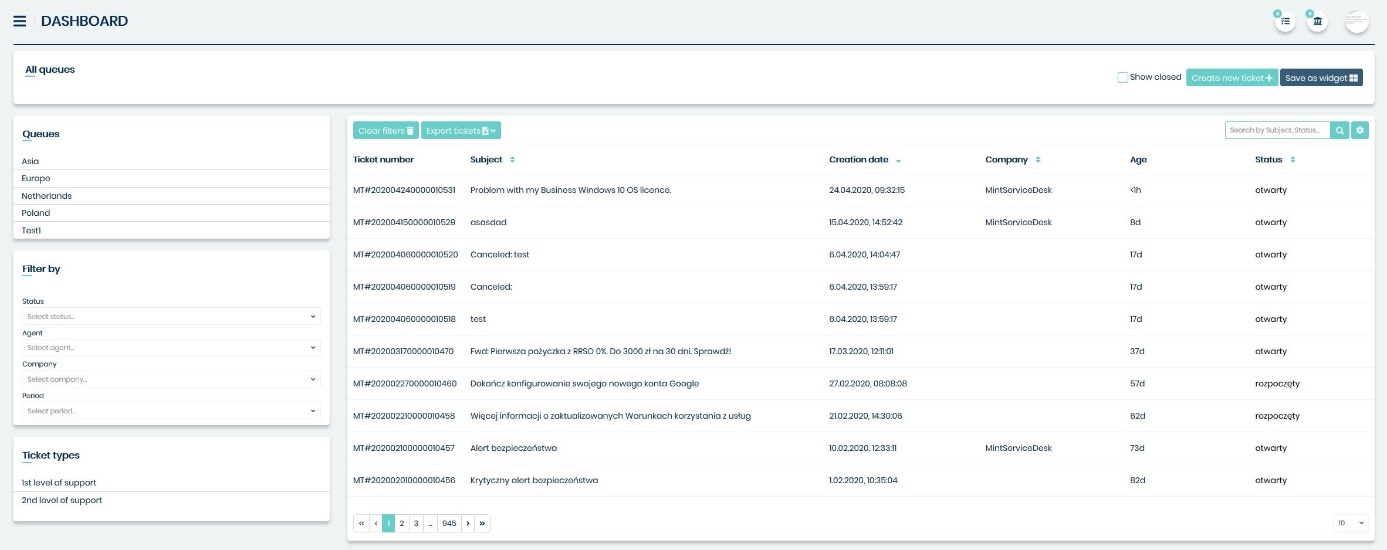 DASHBOARD
All queues
Show closed
Create new ticket
Save as widget
Queues
Asia
Europe
Netherlands
Poland
Test1
Filter by
Status
Select status...
Agent
Select agent...
Company
Select company...
Period
Select period...
Ticket types
1st level of support
2nd level of support
Clear filters
Export tickets
Search by Subject, Status...
Ticket number Subject Creation date Company Age Status
MT#202004240000010531 Problem with my Business Windows 10 OS licence. 24.04.2020, 09:32:15 MintServiceDesk <1h otwarty
MT#202004150000010529 asasdad 15.04.2020, 14:52:42 MintServiceDesk 8d otwarty
MT#202004060000010520 Canceled: test 6.04.2020, 14:04:47 17d otwarty
MT#202004060000010519 Canceled: 6.04.2020, 13:59:17 17d otwarty
MT#202004060000010518 test 6.04.2020, 13:59:17 17d otwarty
MT#202003170000010470 Fwd: Pierwsza pożyczka z RRSO 0%. Do 3000 zł na 30 dni. Sprawdź! 17.03.2020, 12:11:01 37d otwarty
MT#202002270000010460 Dokończ konfigurowanie swojego nowego konta Google 27.02.2020, 08:08:08 57d rozpoczęty
MT#202002210000010458 Więcej informacji o zaktualizowanych Warunkach korzystania z usług 21.02.2020, 14:30:06 62d rozpoczęty
MT#202002100000010457 Alert bezpieczeństwa 10.02.2020, 12:33:11 MintServiceDesk 73d otwarty
MT#202002010000010456 Krytyczny alert bezpieczeństwa 1.02.2020, 10:35:04 82d otwarty
« ‹ 1 2 3 ... 945 › »
10